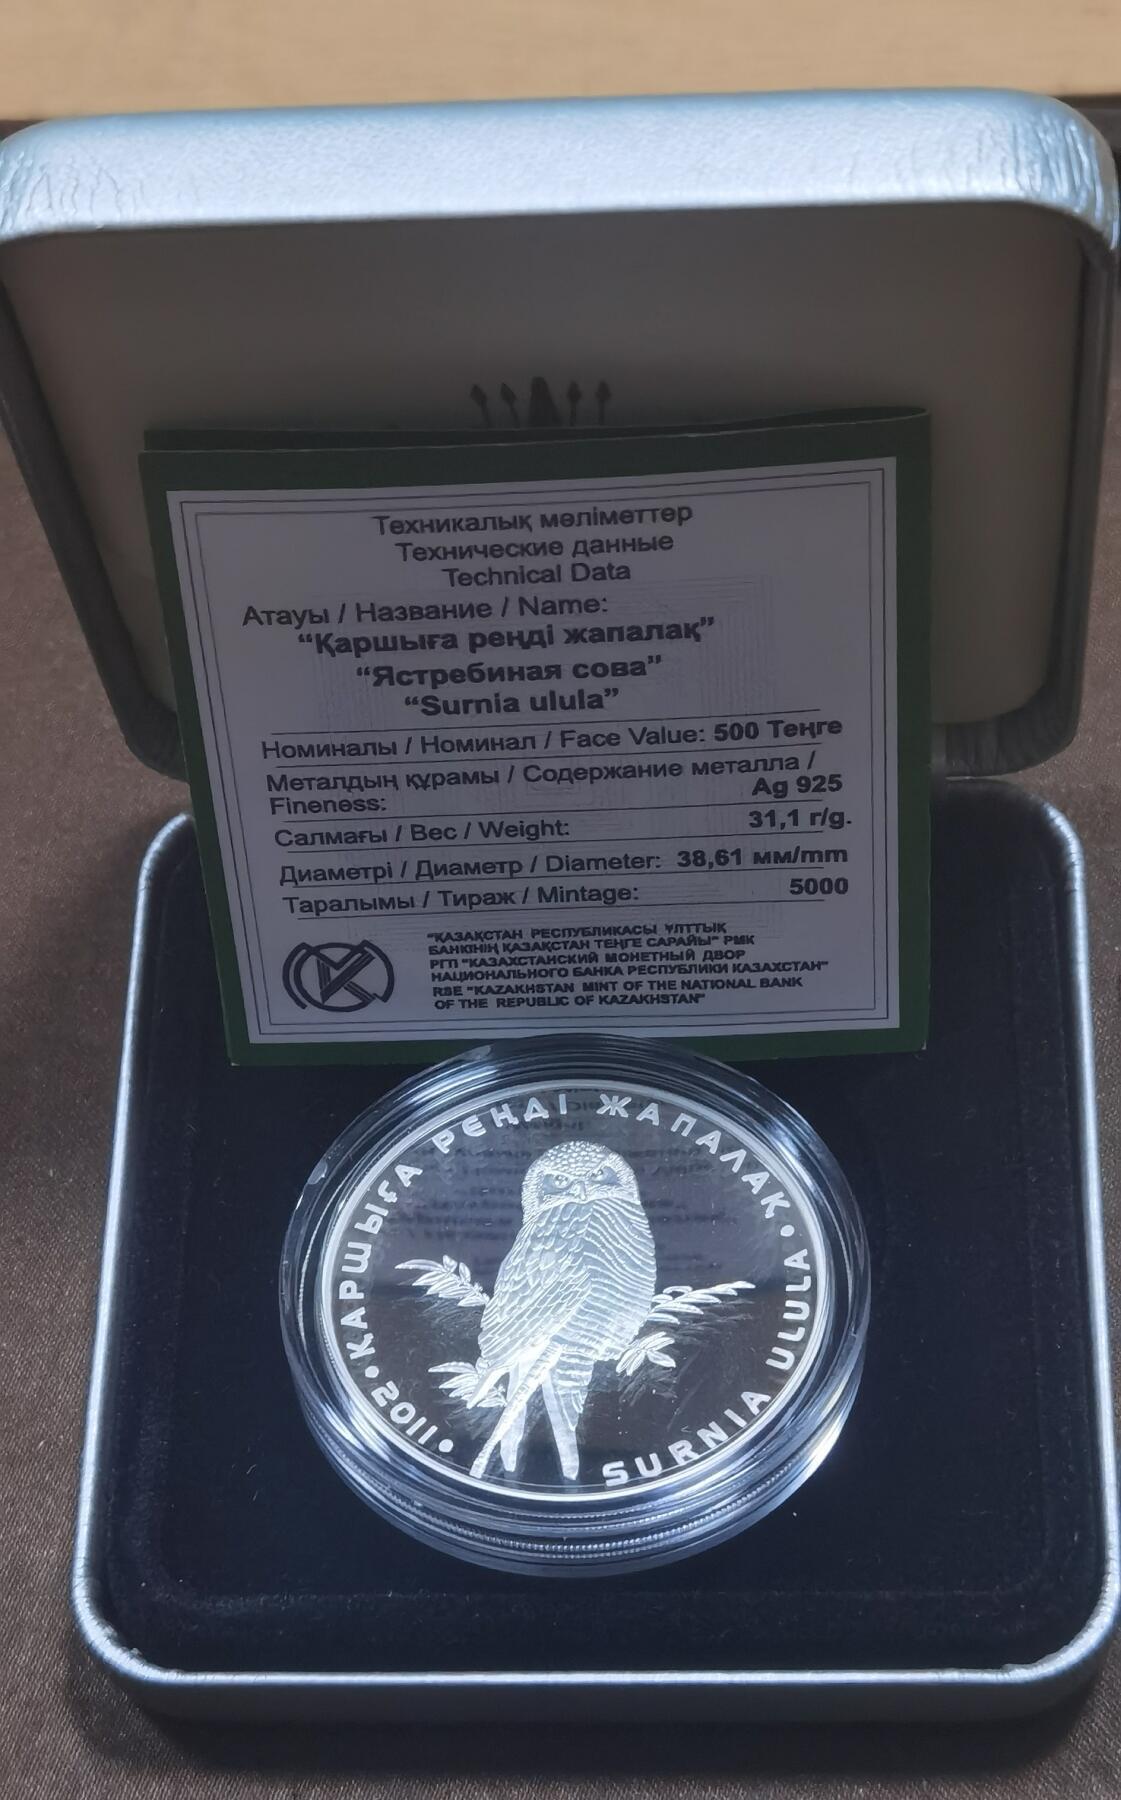 Техникалық мәліметтер
Технические данные
Technical Data
Атауы / Название / Name:
“Қаршыға реңді жапалақ”
“Ястребиная сова”
“Surnia ulula”
Номиналы / Номинал / Face Value: 500 Теңге
Металдың құрамы / Содержание металла /
Fineness: Ag 925
Салмағы / Вес / Weight: 31,1 г/g.
Диаметрі / Диаметр / Diameter: 38,61 мм/mm
Таралымы / Тираж / Mintage: 5000
"ҚАЗАҚСТАН РЕСПУБЛИКАСЫ ҰЛТТЫҚ
БАНКІНІҢ ҚАЗАҚСТАН ТЕҢГЕ САРАЙЫ" РМК
РГП "КАЗАХСТАНСКИЙ МОНЕТНЫЙ ДВОР
НАЦИОНАЛЬНОГО БАНКА РЕСПУБЛИКИ КАЗАХСТАН"
RSE "KAZAKHSTAN MINT OF THE NATIONAL BANK
OF THE REPUBLIC OF KAZAKHSTAN"
•ҚАРШЫҒА РЕҢДІ ЖАПАЛАҚ•
SURNIA ULULA
2011•